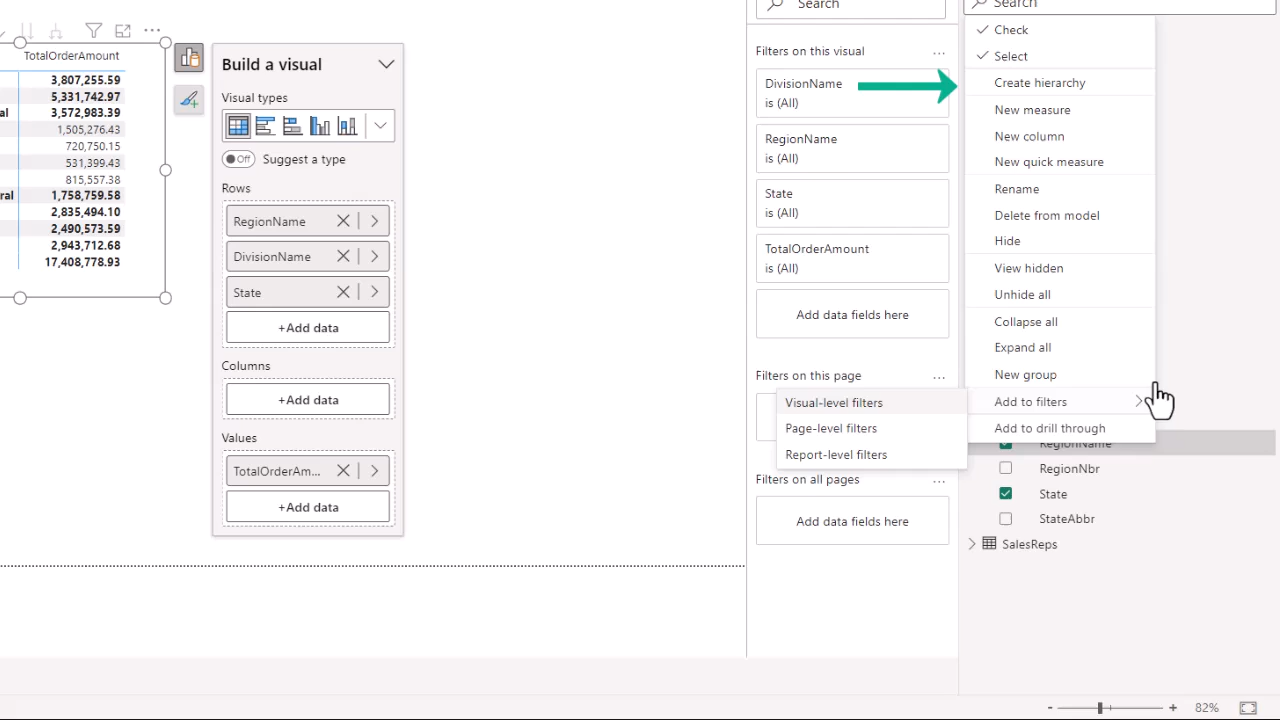 TotalOrderAmount
3,807,255.59
5,331,742.97
al 3,572,983.39
1,505,276.43
720,750.15
531,399.43
815,557.38
ral 1,758,759.58
2,835,494.10
2,490,573.59
2,943,712.68
17,408,778.93
Build a visual
Visual types
Off Suggest a type
Rows
RegionName
DivisionName
State
+Add data
Columns
+Add data
Values
TotalOrderAm...
+Add data
Search
Filters on this visual
DivisionName
is (All)
RegionName
is (All)
State
is (All)
TotalOrderAmount
is (All)
Add data fields here
Filters on this page
Visual-level filters
Page-level filters
Report-level filters
Filters on all pages
Add data fields here
Search
Check
Select
Create hierarchy
New measure
New column
New quick measure
Rename
Delete from model
Hide
View hidden
Unhide all
Collapse all
Expand all
New group
Add to filters
Add to drill through
RegionName
RegionNbr
State
StateAbbr
SalesReps
- + 82%